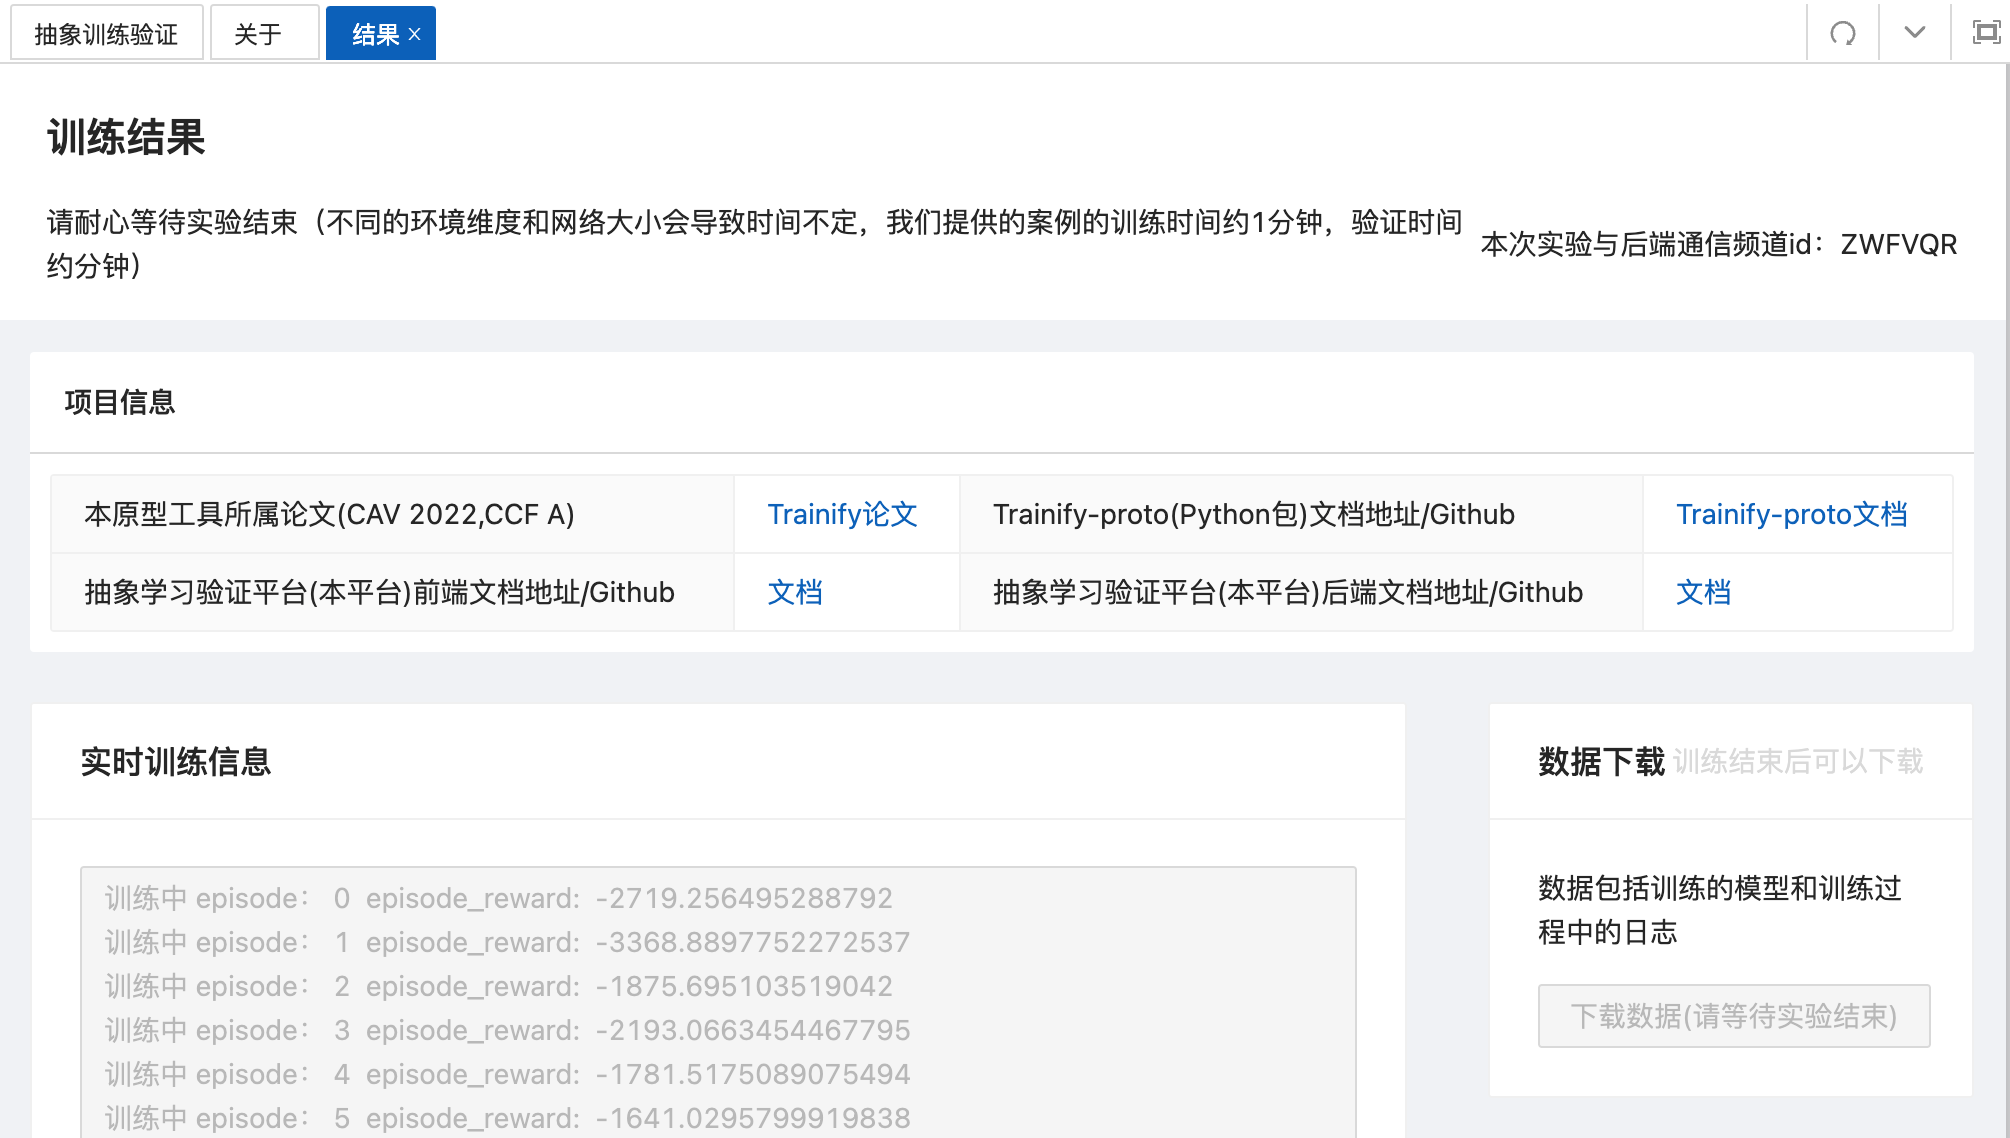 抽象训练验证
关于
结果
训练结果
请耐心等待实验结束（不同的环境维度和网络大小会导致时间不定，我们提供的案例的训练时间约1分钟，验证时间
约分钟）
本次实验与后端通信频道id：ZWFVQR
项目信息
本原型工具所属论文(CAV 2022,CCF A)
Trainify论文
Trainify-proto(Python包)文档地址/Github
Trainify-proto文档
抽象学习验证平台(本平台)前端文档地址/Github
文档
抽象学习验证平台(本平台)后端文档地址/Github
文档
实时训练信息
训练中 episode： 0 episode_reward: -2719.256495288792
训练中 episode： 1 episode_reward: -3368.8897752272537
训练中 episode： 2 episode_reward: -1875.695103519042
训练中 episode： 3 episode_reward: -2193.0663454467795
训练中 episode： 4 episode_reward: -1781.5175089075494
训练中 episode： 5 episode_reward: -1641.0295799919838
数据下载 训练结束后可以下载
数据包括训练的模型和训练过
程中的日志
下载数据(请等待实验结束)